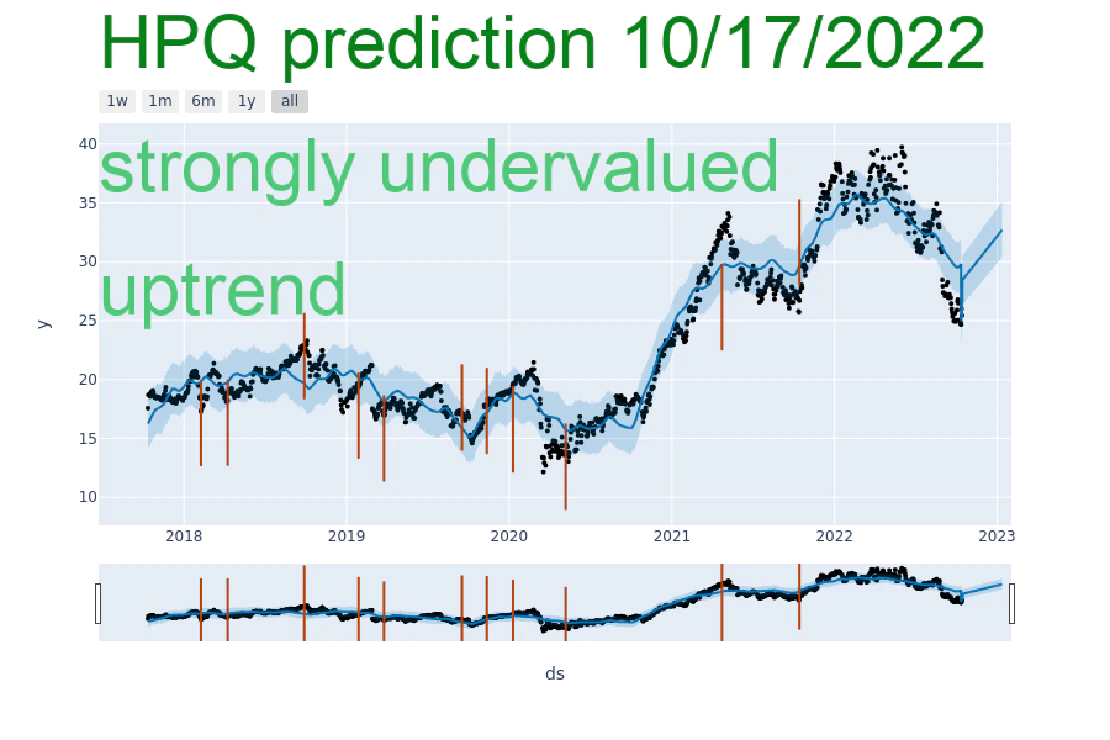 HPQ prediction 10/17/2022
1w 1m 6m 1y all
strongly undervalued
uptrend
40
35
30
25
20
15
10
y
2018 2019 2020 2021 2022 2023
ds